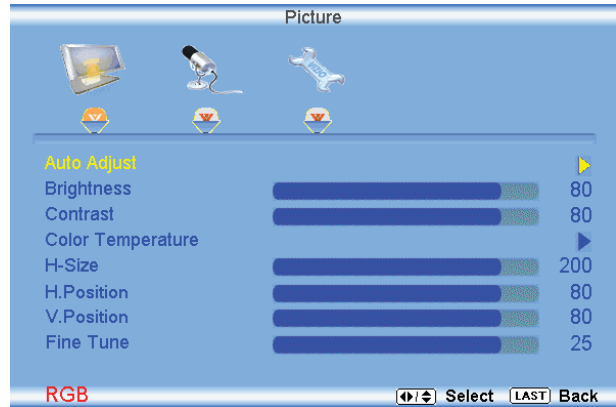 Picture
VIZIO
Auto Adjust
Brightness 80
Contrast 80
Color Temperature
H-Size 200
H.Position 80
V.Position 80
Fine Tune 25
RGB Select LAST Back